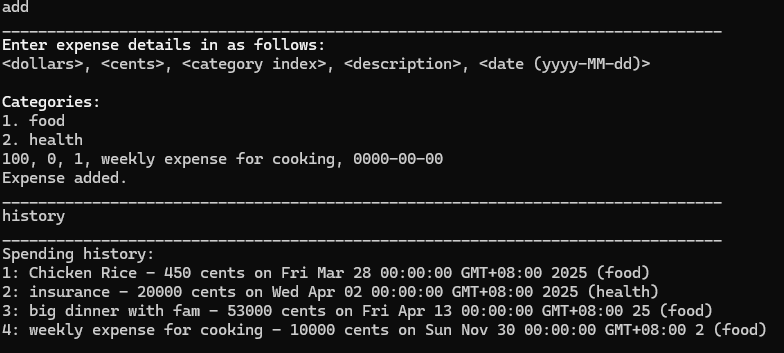 add
________________________________________________________________________________
Enter expense details in as follows:
<dollars>, <cents>, <category index>, <description>, <date (yyyy-MM-dd)>
Categories:
1. food
2. health
100, 0, 1, weekly expense for cooking, 0000-00-00
Expense added.
________________________________________________________________________________
history
________________________________________________________________________________
Spending history:
1: Chicken Rice - 450 cents on Fri Mar 28 00:00:00 GMT+08:00 2025 (food)
2: insurance - 20000 cents on Wed Apr 02 00:00:00 GMT+08:00 2025 (health)
3: big dinner with fam - 53000 cents on Fri Apr 13 00:00:00 GMT+08:00 25 (food)
4: weekly expense for cooking - 10000 cents on Sun Nov 30 00:00:00 GMT+08:00 2 (food)